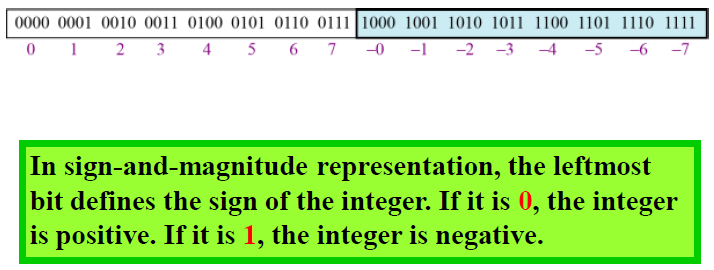 0000 0001 0010 0011 0100 0101 0110 0111 1000 1001 1010 1011 1100 1101 1110 1111
0 1 2 3 4 5 6 7 –0 –1 –2 –3 –4 –5 –6 –7
In sign-and-magnitude representation, the leftmost
bit defines the sign of the integer. If it is 0, the integer
is positive. If it is 1, the integer is negative.